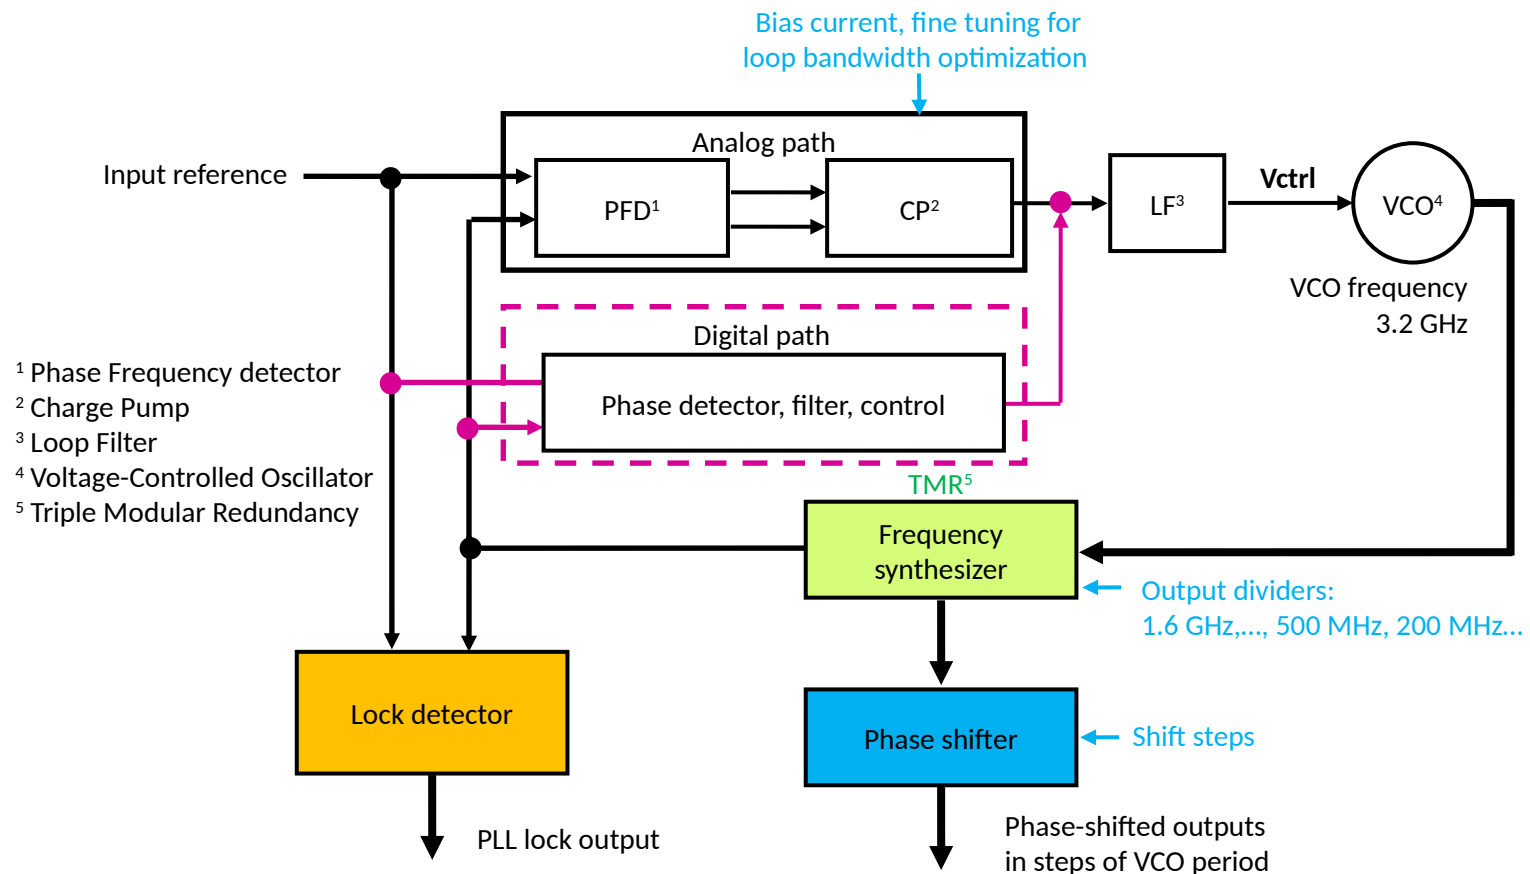 Bias current, fine tuning for
loop bandwidth optimization
Analog path
Input reference
PFD¹
CP²
LF³
Vctrl
VCO⁴
VCO frequency
3.2 GHz
Digital path
Phase detector, filter, control
¹ Phase Frequency detector
² Charge Pump
³ Loop Filter
⁴ Voltage-Controlled Oscillator
⁵ Triple Modular Redundancy
TMR⁵
Frequency
synthesizer
Output dividers:
1.6 GHz,..., 500 MHz, 200 MHz...
Lock detector
Phase shifter
Shift steps
PLL lock output
Phase-shifted outputs
in steps of VCO period